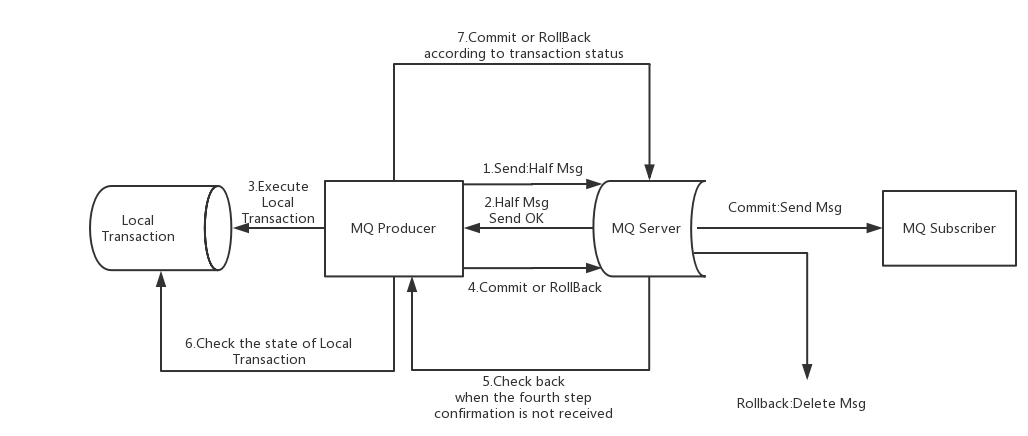 7.Commit or RollBack
according to transaction status
1.Send:Half Msg
3.Execute
Local
Transaction
2.Half Msg
Send OK
Local
Transaction
MQ Producer
MQ Server
Commit:Send Msg
MQ Subscriber
4.Commit or RollBack
6.Check the state of Local
Transaction
5.Check back
when the fourth step
confirmation is not received
Rollback:Delete Msg